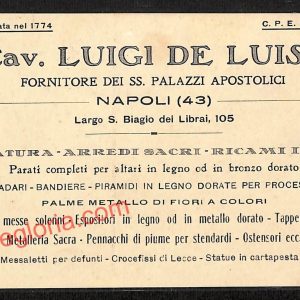 ata nel 1774
C. P. E.
Cav. LUIGI DE LUIS
FORNITORE DEI SS. PALAZZI APOSTOLICI
NAPOLI (43)
Largo S. Biagio dei Librai, 105
ATURA - ARREDI SACRI - RICAMI I
Parati completi per altari in legno od in bronzo dorato
ADARI - BANDIERE - PIRAMIDI IN LEGNO DORATE PER PROCES
PALME METALLO DI FIORI A COLORI
messe solenni - Espositori in legno od in metallo dorato - Tappe
Metalleria Sacra - Pennacchi di piume per stendardi - Ostensori ecc
Messaletti per defunti - Crocefissi di Lecce - Statue in cartapesta
egloria.com